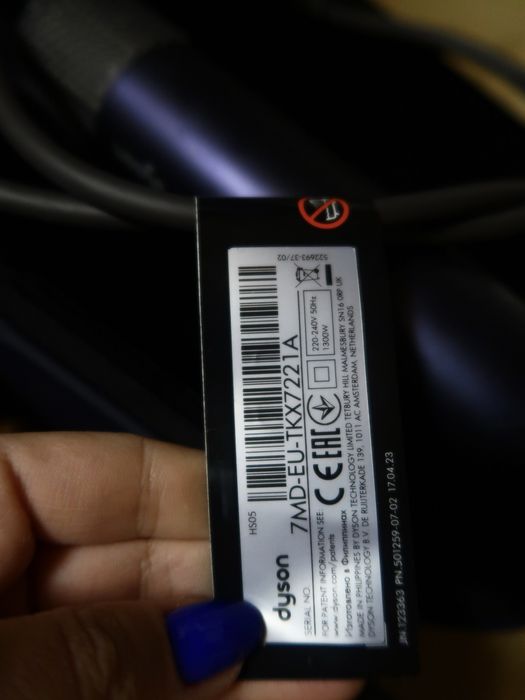 HS05
522693-37/02
dyson
SERIAL NO.
7MD-EU-TKX7221A
FOR PATENT INFORMATION SEE:
www.dyson.com/patents
CE EAC
220-240V 50Hz
1300W
Изготовлено в Филиппинах
MADE IN PHILIPPINES BY DYSON TECHNOLOGY LIMITED TETBURY HILL MALMESBURY SN16 0RP UK
DYSON TECHNOLOGY B.V. DE RUIJTERKADE 139, 1011 AC AMSTERDAM, NETHERLANDS
JN.123363 PN.501259-07-02 17.04.23